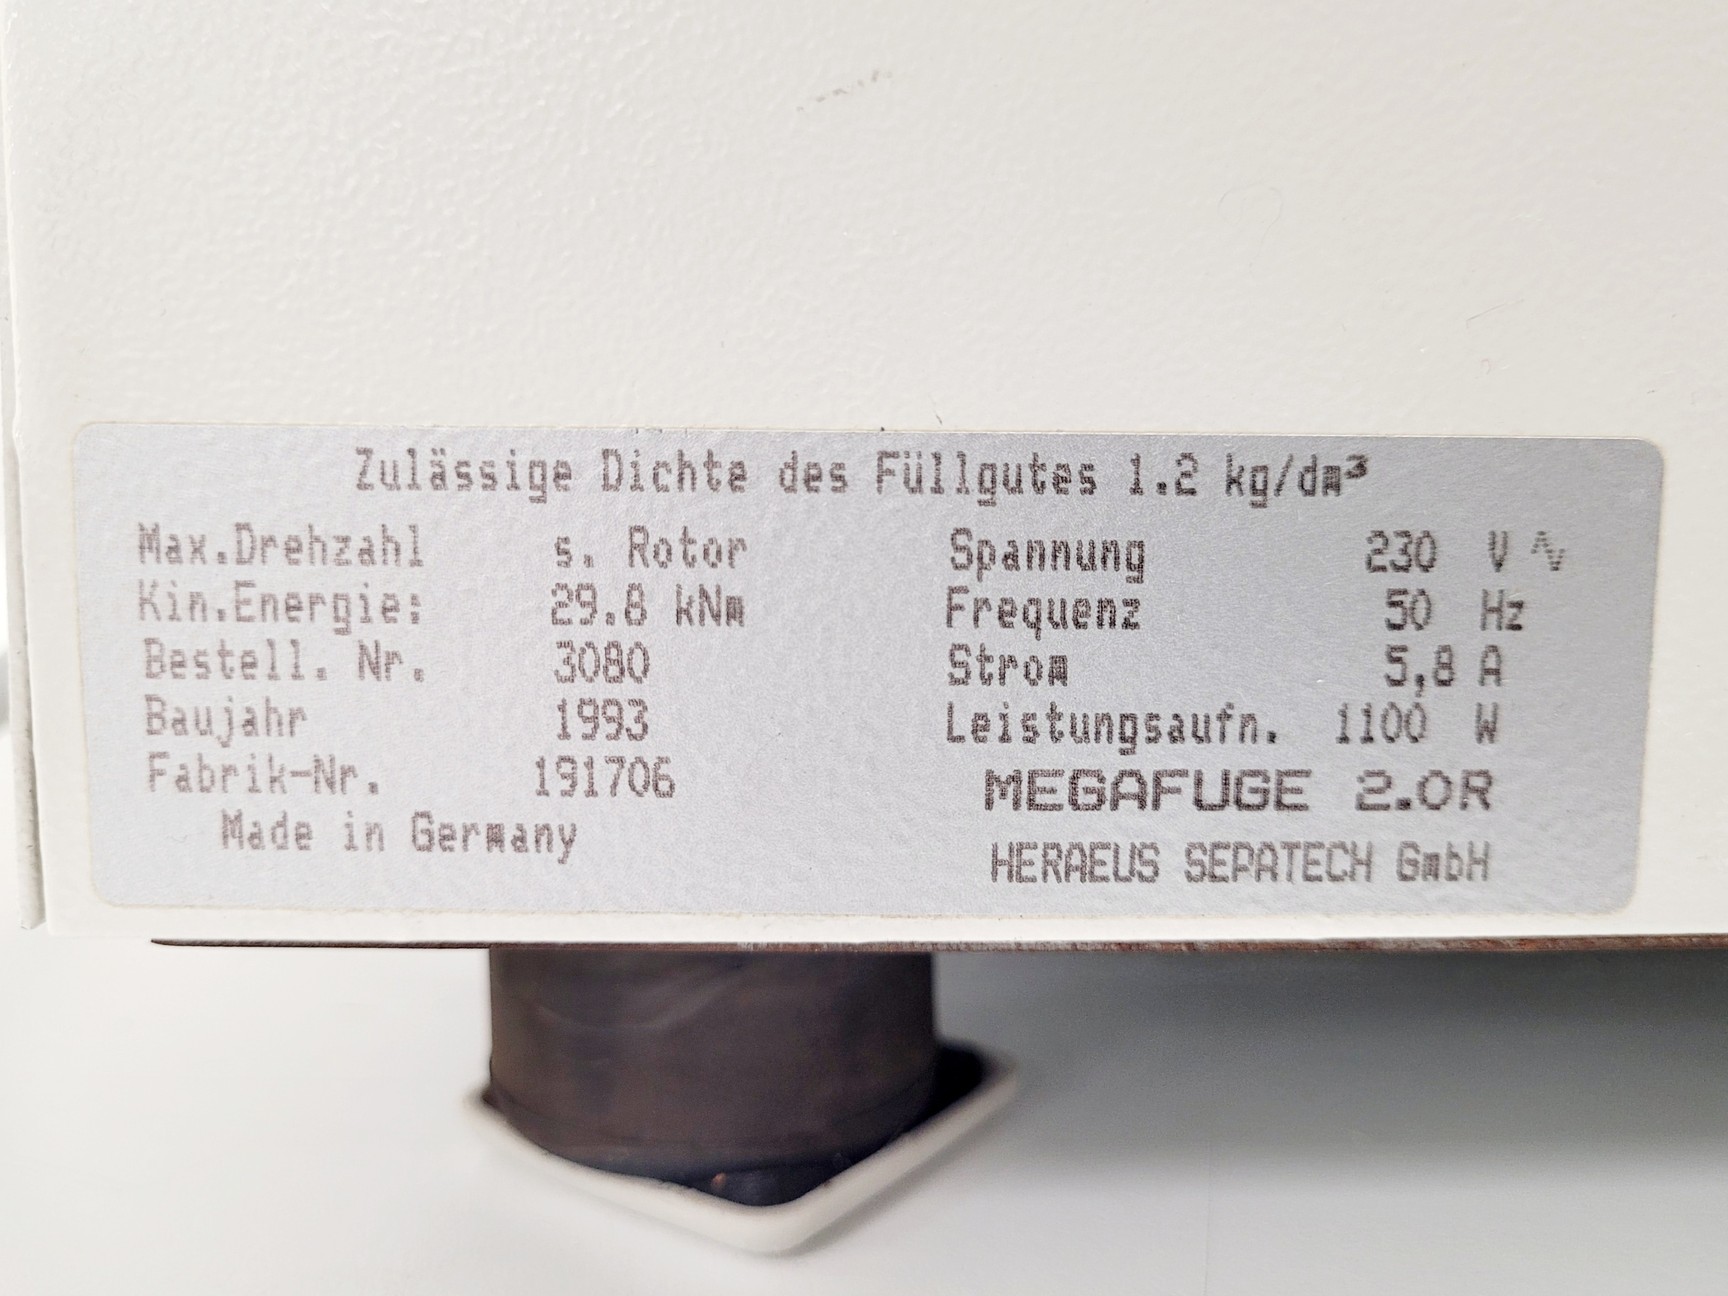 Zulässige Dichte des Füllgutes 1.2 kg/dm³
Max.Drehzahl s. Rotor
Kin.Energie: 29.8 kNm
Bestell. Nr. 3080
Baujahr 1993
Fabrik-Nr. 191706
Made in Germany
Spannung 230 V ∿
Frequenz 50 Hz
Strom 5,8 A
Leistungsaufn. 1100 W
MEGAFUGE 2.0R
HERAEUS SEPATECH GmbH